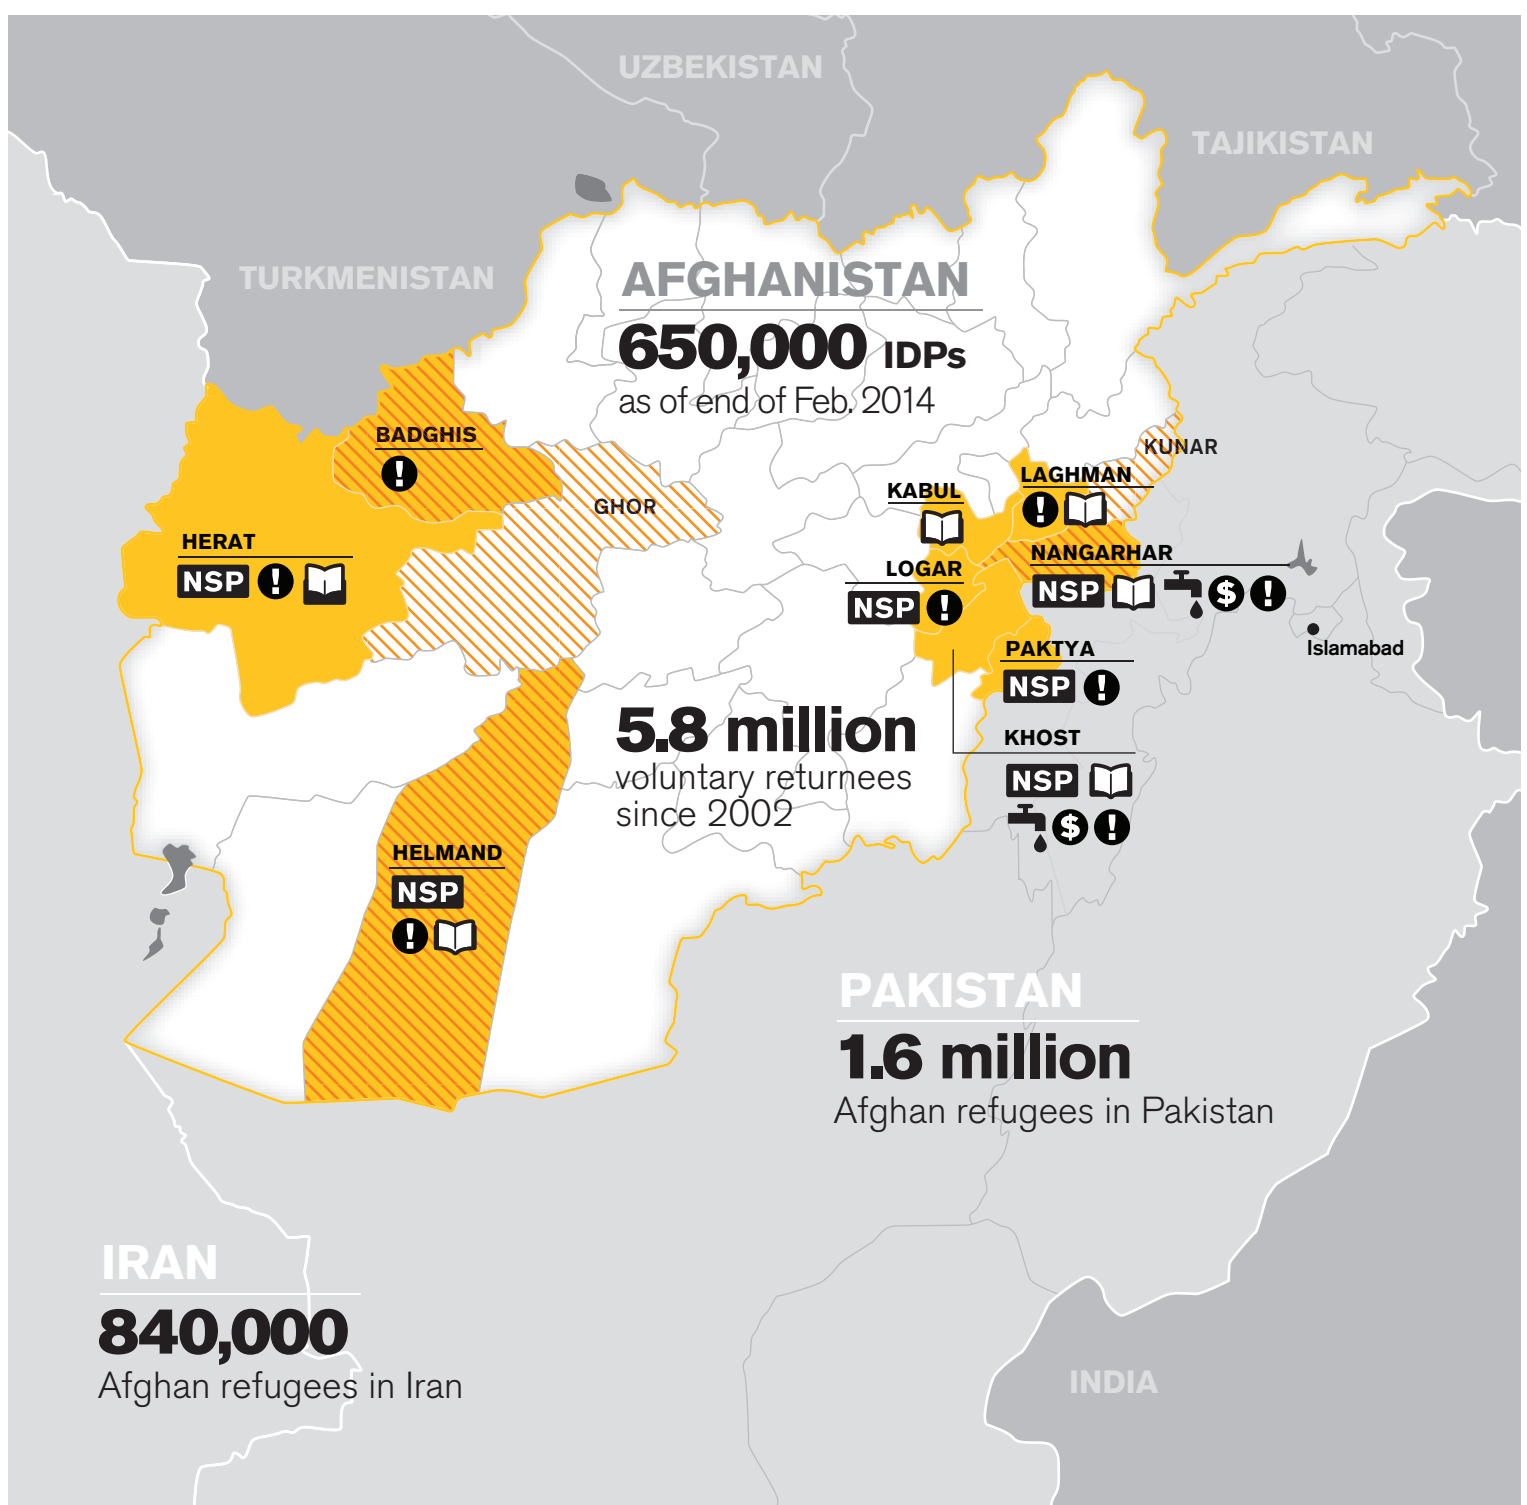 UZBEKISTAN
TAJIKISTAN
TURKMENISTAN
AFGHANISTAN
650,000 IDPs
as of end of Feb. 2014
BADGHIS
!
GHOR
KUNAR
LAGHMAN
!
KABUL
HERAT
NSP !
NANGARHAR
NSP $ !
LOGAR
NSP !
Islamabad
PAKTYA
NSP !
KHOST
NSP
$ !
5.8 million
voluntary returnees
since 2002
HELMAND
NSP
!
PAKISTAN
1.6 million
Afghan refugees in Pakistan
IRAN
840,000
Afghan refugees in Iran
INDIA